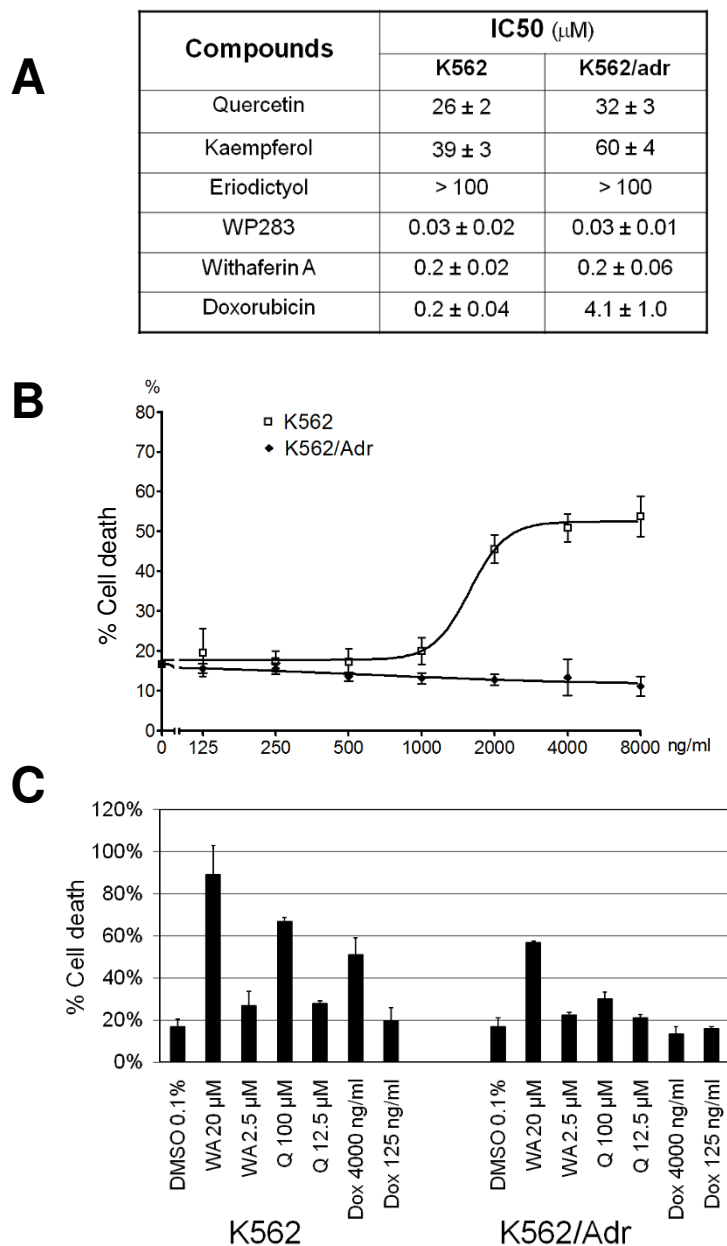 A
Compounds IC50 (μM)
K562 K562/adr
Quercetin 26 ± 2 32 ± 3
Kaempferol 39 ± 3 60 ± 4
Eriodictyol > 100 > 100
WP283 0.03 ± 0.02 0.03 ± 0.01
Withaferin A 0.2 ± 0.02 0.2 ± 0.06
Doxorubicin 0.2 ± 0.04 4.1 ± 1.0
B
%
80
70
60
50
40
30
20
10
0
% Cell death
K562
K562/Adr
0 125 250 500 1000 2000 4000 8000 ng/ml
C
120%
100%
80%
60%
40%
20%
0%
% Cell death
DMSO 0.1%
WA 20 μM
WA 2.5 μM
Q 100 μM
Q 12.5 μM
Dox 4000 ng/ml
Dox 125 ng/ml
DMSO 0.1%
WA 20 μM
WA 2.5 μM
Q 100 μM
Q 12.5 μM
Dox 4000 ng/ml
Dox 125 ng/ml
K562 K562/Adr